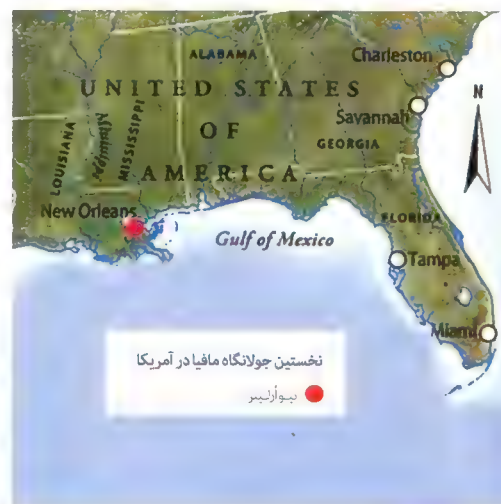 ALABAMA
Charleston
UNITED STATES
N
Savannah
OF
GEORGIA
LOUISIANA
Mississippi
MISSISSIPPI
AMERICA
New Orleans
FLORIDA
Gulf of Mexico
Tampa
Miami
نخستین جولانگاه مافیا در آمریکا